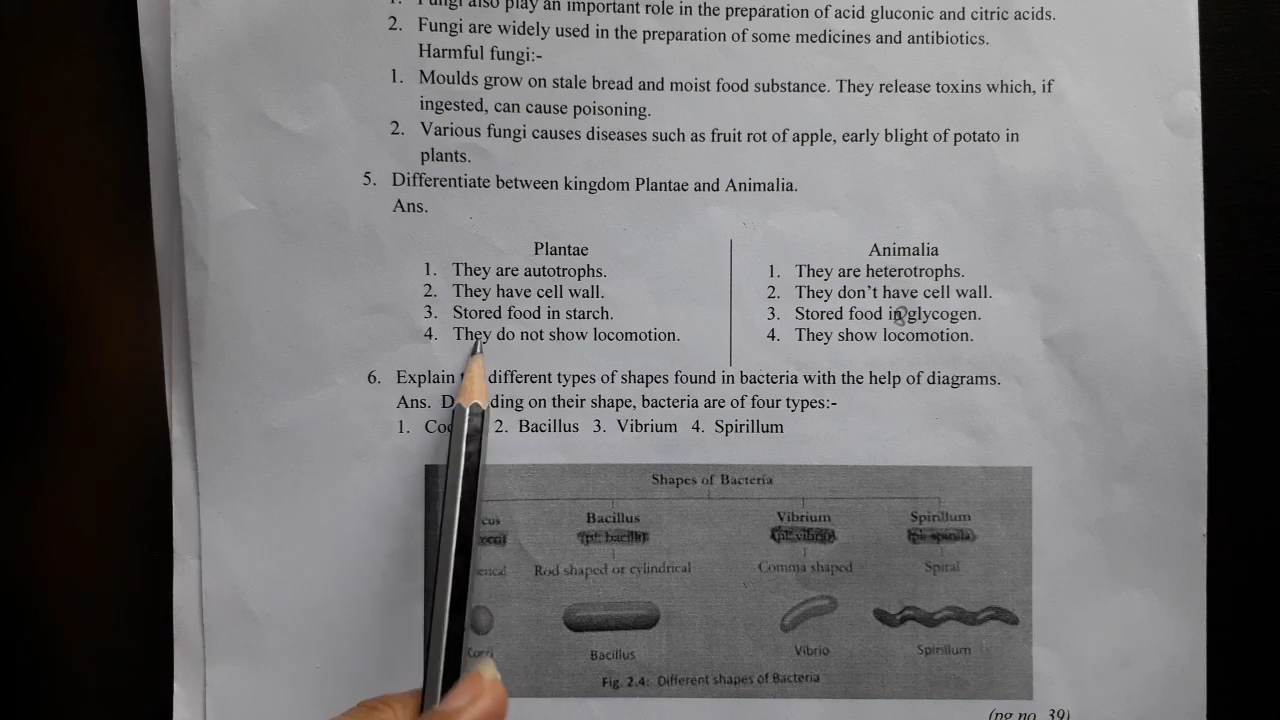 1. Fungi also play an important role in the preparation of acid gluconic and citric acids.
2. Fungi are widely used in the preparation of some medicines and antibiotics.
Harmful fungi:-
1. Moulds grow on stale bread and moist food substance. They release toxins which, if
ingested, can cause poisoning.
2. Various fungi causes diseases such as fruit rot of apple, early blight of potato in
plants.
5. Differentiate between kingdom Plantae and Animalia.
Ans.
Plantae
1. They are autotrophs.
2. They have cell wall.
3. Stored food in starch.
4. They do not show locomotion.
Animalia
1. They are heterotrophs.
2. They don't have cell wall.
3. Stored food in glycogen.
4. They show locomotion.
6. Explain different types of shapes found in bacteria with the help of diagrams.
Ans. D ding on their shape, bacteria are of four types:-
1. Coc 2. Bacillus 3. Vibrium 4. Spirillum
Shapes of Bacteria
cus Bacillus Vibrium Spirillum
(pl: bacilli) (pl: vibrio) (pl: spirilla)
erical Rod shaped or cylindrical Comma shaped Spiral
Cocci Bacillus Vibrio Spirillum
Fig. 2.4: Different shapes of Bacteria
(pg no. 39)